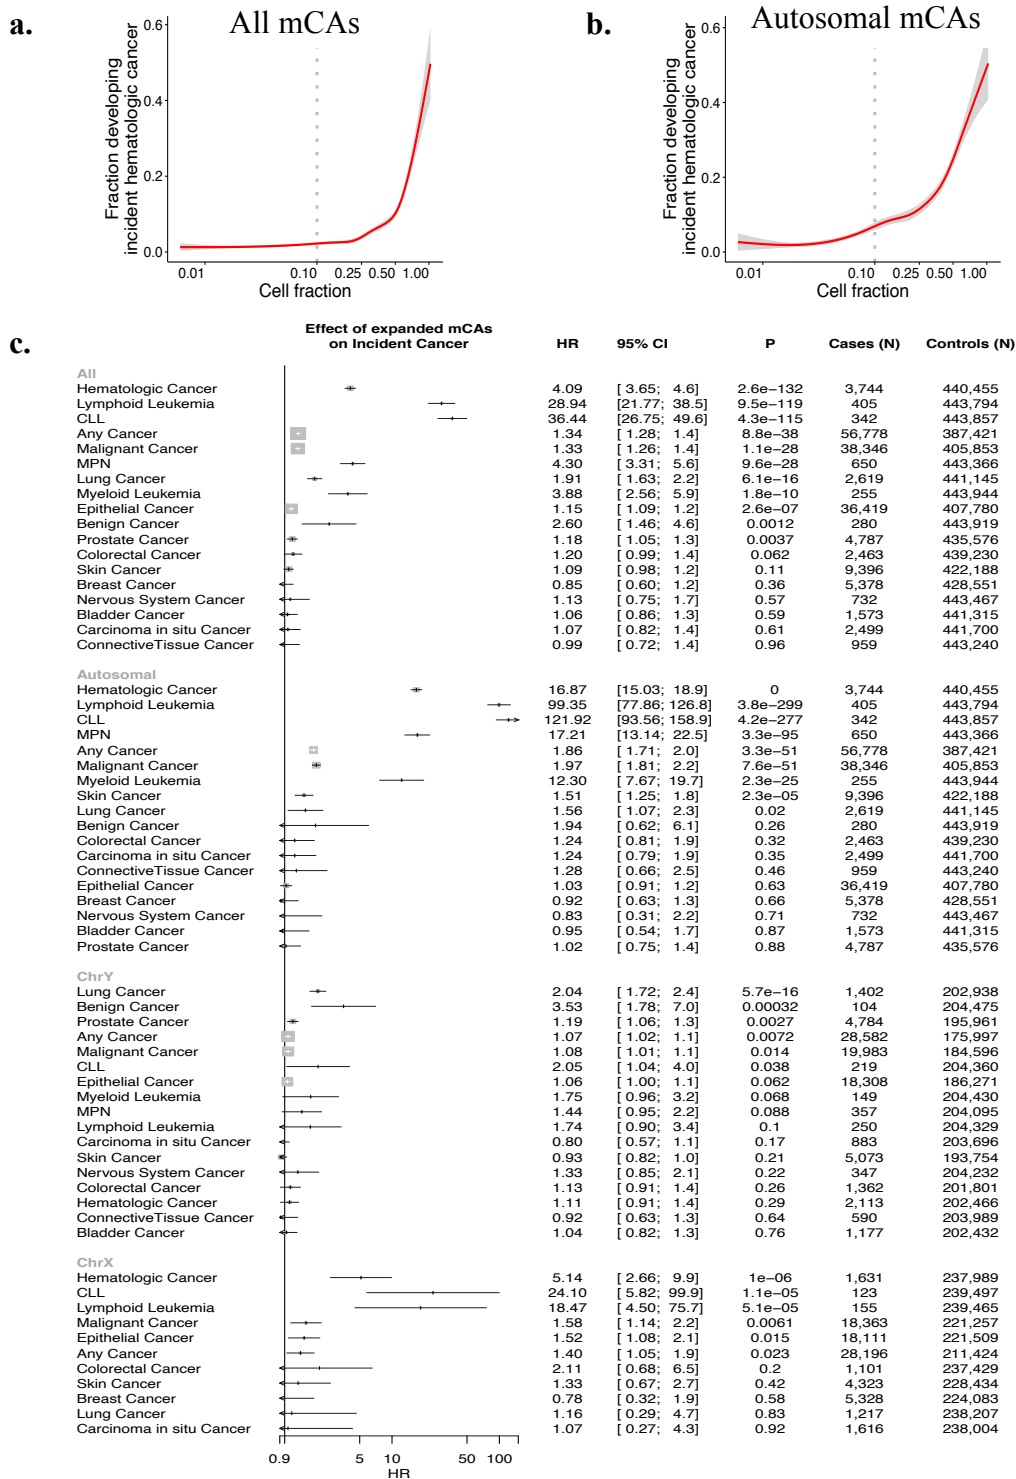 a.
All mCAs
Fraction developing
incident hematologic cancer
0.6
0.4
0.2
0.0
0.01 0.10 0.25 0.50 1.00
Cell fraction
b.
Autosomal mCAs
Fraction developing
incident hematologic cancer
0.6
0.4
0.2
0.0
0.01 0.10 0.25 0.50 1.00
Cell fraction
c.
Effect of expanded mCAs
on Incident Cancer
HR 95% CI P Cases (N) Controls (N)
All
Hematologic Cancer 4.09 [ 3.65; 4.6] 2.6e−132 3,744 440,455
Lymphoid Leukemia 28.94 [21.77; 38.5] 9.5e−119 405 443,794
CLL 36.44 [26.75; 49.6] 4.3e−115 342 443,857
Any Cancer 1.34 [ 1.28; 1.4] 8.8e−38 56,778 387,421
Malignant Cancer 1.33 [ 1.26; 1.4] 1.1e−28 38,346 405,853
MPN 4.30 [ 3.31; 5.6] 9.6e−28 650 443,366
Lung Cancer 1.91 [ 1.63; 2.2] 6.1e−16 2,619 441,145
Myeloid Leukemia 3.88 [ 2.56; 5.9] 1.8e−10 255 443,944
Epithelial Cancer 1.15 [ 1.09; 1.2] 2.6e−07 36,419 407,780
Benign Cancer 2.60 [ 1.46; 4.6] 0.0012 280 443,919
Prostate Cancer 1.18 [ 1.05; 1.3] 0.0037 4,787 435,576
Colorectal Cancer 1.20 [ 0.99; 1.4] 0.062 2,463 439,230
Skin Cancer 1.09 [ 0.98; 1.2] 0.11 9,396 422,188
Breast Cancer 0.85 [ 0.60; 1.2] 0.36 5,378 428,551
Nervous System Cancer 1.13 [ 0.75; 1.7] 0.57 732 443,467
Bladder Cancer 1.06 [ 0.86; 1.3] 0.59 1,573 441,315
Carcinoma in situ Cancer 1.07 [ 0.82; 1.4] 0.61 2,499 441,700
ConnectiveTissue Cancer 0.99 [ 0.72; 1.4] 0.96 959 443,240
Autosomal
Hematologic Cancer 16.87 [15.03; 18.9] 0 3,744 440,455
Lymphoid Leukemia 99.35 [77.86; 126.8] 3.8e−299 405 443,794
CLL 121.92 [93.56; 158.9] 4.2e−277 342 443,857
MPN 17.21 [13.14; 22.5] 3.3e−95 650 443,366
Any Cancer 1.86 [ 1.71; 2.0] 3.3e−51 56,778 387,421
Malignant Cancer 1.97 [ 1.81; 2.2] 7.6e−51 38,346 405,853
Myeloid Leukemia 12.30 [ 7.67; 19.7] 2.3e−25 255 443,944
Skin Cancer 1.51 [ 1.25; 1.8] 2.3e−05 9,396 422,188
Lung Cancer 1.56 [ 1.07; 2.3] 0.02 2,619 441,145
Benign Cancer 1.94 [ 0.62; 6.1] 0.26 280 443,919
Colorectal Cancer 1.24 [ 0.81; 1.9] 0.32 2,463 439,230
Carcinoma in situ Cancer 1.24 [ 0.79; 1.9] 0.35 2,499 441,700
ConnectiveTissue Cancer 1.28 [ 0.66; 2.5] 0.46 959 443,240
Epithelial Cancer 1.03 [ 0.91; 1.2] 0.63 36,419 407,780
Breast Cancer 0.92 [ 0.63; 1.3] 0.66 5,378 428,551
Nervous System Cancer 0.83 [ 0.31; 2.2] 0.71 732 443,467
Bladder Cancer 0.95 [ 0.54; 1.7] 0.87 1,573 441,315
Prostate Cancer 1.02 [ 0.75; 1.4] 0.88 4,787 435,576
ChrY
Lung Cancer 2.04 [ 1.72; 2.4] 5.7e−16 1,402 202,938
Benign Cancer 3.53 [ 1.78; 7.0] 0.00032 104 204,475
Prostate Cancer 1.19 [ 1.06; 1.3] 0.0027 4,784 195,961
Any Cancer 1.07 [ 1.02; 1.1] 0.0072 28,582 175,997
Malignant Cancer 1.08 [ 1.01; 1.1] 0.014 19,983 184,596
CLL 2.05 [ 1.04; 4.0] 0.038 219 204,360
Epithelial Cancer 1.06 [ 1.00; 1.1] 0.062 18,308 186,271
Myeloid Leukemia 1.75 [ 0.96; 3.2] 0.068 149 204,430
MPN 1.44 [ 0.95; 2.2] 0.088 357 204,095
Lymphoid Leukemia 1.74 [ 0.90; 3.4] 0.1 250 204,329
Carcinoma in situ Cancer 0.80 [ 0.57; 1.1] 0.17 883 203,696
Skin Cancer 0.93 [ 0.82; 1.0] 0.21 5,073 193,754
Nervous System Cancer 1.33 [ 0.85; 2.1] 0.22 347 204,232
Colorectal Cancer 1.13 [ 0.91; 1.4] 0.26 1,362 201,801
Hematologic Cancer 1.11 [ 0.91; 1.4] 0.29 2,113 202,466
ConnectiveTissue Cancer 0.92 [ 0.63; 1.3] 0.64 590 203,989
Bladder Cancer 1.04 [ 0.82; 1.3] 0.76 1,177 202,432
ChrX
Hematologic Cancer 5.14 [ 2.66; 9.9] 1e−06 1,631 237,989
CLL 24.10 [ 5.82; 99.9] 1.1e−05 123 239,497
Lymphoid Leukemia 18.47 [ 4.50; 75.7] 5.1e−05 155 239,465
Malignant Cancer 1.58 [ 1.14; 2.2] 0.0061 18,363 221,257
Epithelial Cancer 1.52 [ 1.08; 2.1] 0.015 18,111 221,509
Any Cancer 1.40 [ 1.05; 1.9] 0.023 28,196 211,424
Colorectal Cancer 2.11 [ 0.68; 6.5] 0.2 1,101 237,429
Skin Cancer 1.33 [ 0.67; 2.7] 0.42 4,323 228,434
Breast Cancer 0.78 [ 0.32; 1.9] 0.58 5,328 224,083
Lung Cancer 1.16 [ 0.29; 4.7] 0.83 1,217 238,207
Carcinoma in situ Cancer 1.07 [ 0.27; 4.3] 0.92 1,616 238,004
0.9 5 10 50 100
HR